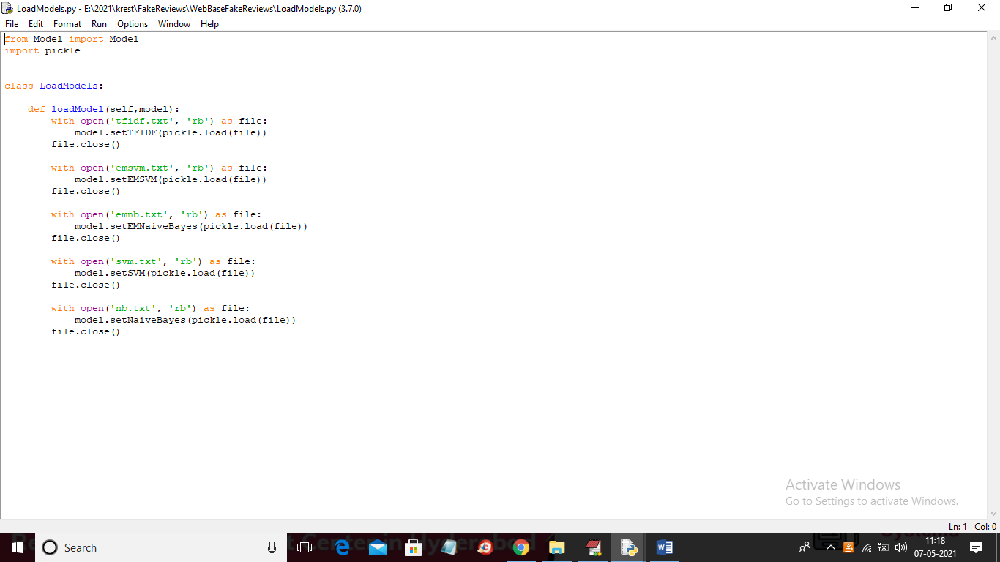 LoadModels.py - E:\2021\krest\FakeReviews\WebBaseFakeReviews\LoadModels.py (3.7.0)
File Edit Format Run Options Window Help
from Model import Model
import pickle
class LoadModels:
    def loadModel(self,model):
        with open('tfidf.txt', 'rb') as file:
            model.setTFIDF(pickle.load(file))
        file.close()
        with open('emsvm.txt', 'rb') as file:
            model.setEMSVM(pickle.load(file))
        file.close()
        with open('emnb.txt', 'rb') as file:
            model.setEMNaiveBayes(pickle.load(file))
        file.close()
        with open('svm.txt', 'rb') as file:
            model.setSVM(pickle.load(file))
        file.close()
        with open('nb.txt', 'rb') as file:
            model.setNaiveBayes(pickle.load(file))
        file.close()
Activate Windows
Go to Settings to activate Windows.
Ln: 1 Col: 0
Search
Center in Hyderabad
Systems
11:18
07-05-2021